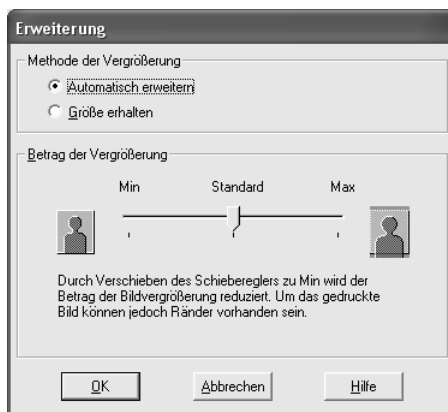 Erweiterung
Methode der Vergrößerung
Automatisch erweitern
Größe erhalten
Betrag der Vergrößerung
Min Standard Max
Durch Verschieben des Schiebereglers zu Min wird der
Betrag der Bildvergrößerung reduziert. Um das gedruckte
Bild können jedoch Ränder vorhanden sein.
OK Abbrechen Hilfe